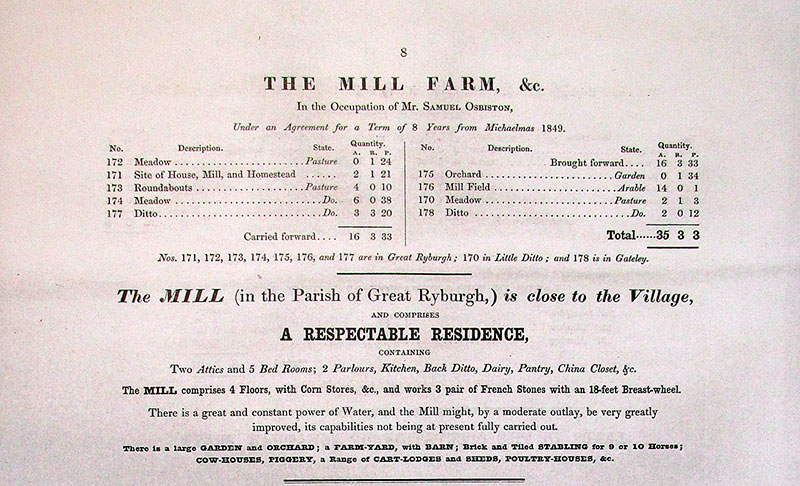 8
THE MILL FARM, &c.
In the Occupation of Mr. SAMUEL OSBISTON,
Under an Agreement for a Term of 8 Years from Michaelmas 1849.
No. Description. State. Quantity.
A. R. P.
172 Meadow ........................ Pasture 0 1 24
171 Site of House, Mill, and Homestead ...... 2 1 21
173 Roundabouts .................... Pasture 4 0 10
174 Meadow ........................ Do. 6 0 38
177 Ditto ........................ Do. 3 3 20
Carried forward.... 16 3 33
No. Description. State. Quantity.
A. R. P.
Brought forward.... 16 3 33
175 Orchard ........................ Garden 0 1 34
176 Mill Field ........................ Arable 14 0 1
170 Meadow ........................ Pasture 2 1 3
178 Ditto ........................ Do. 2 0 12
Total......35 3 3
Nos. 171, 172, 173, 174, 175, 176, and 177 are in Great Ryburgh; 170 in Little Ditto; and 178 is in Gateley.
The MILL (in the Parish of Great Ryburgh,) is close to the Village,
AND COMPRISES
A RESPECTABLE RESIDENCE,
CONTAINING
Two Attics and 5 Bed Rooms; 2 Parlours, Kitchen, Back Ditto, Dairy, Pantry, China Closet, &c.
The MILL comprises 4 Floors, with Corn Stores, &c., and works 3 pair of French Stones with an 18-feet Breast-wheel.
There is a great and constant power of Water, and the Mill might, by a moderate outlay, be very greatly
improved, its capabilities not being at present fully carried out.
There is a large GARDEN and ORCHARD; a FARM-YARD, with BARN; Brick and Tiled STABLING for 9 or 10 Horses;
COW-HOUSES, PIGGERY, a Range of CART-LODGES and SHEDS, POULTRY-HOUSES, &c.